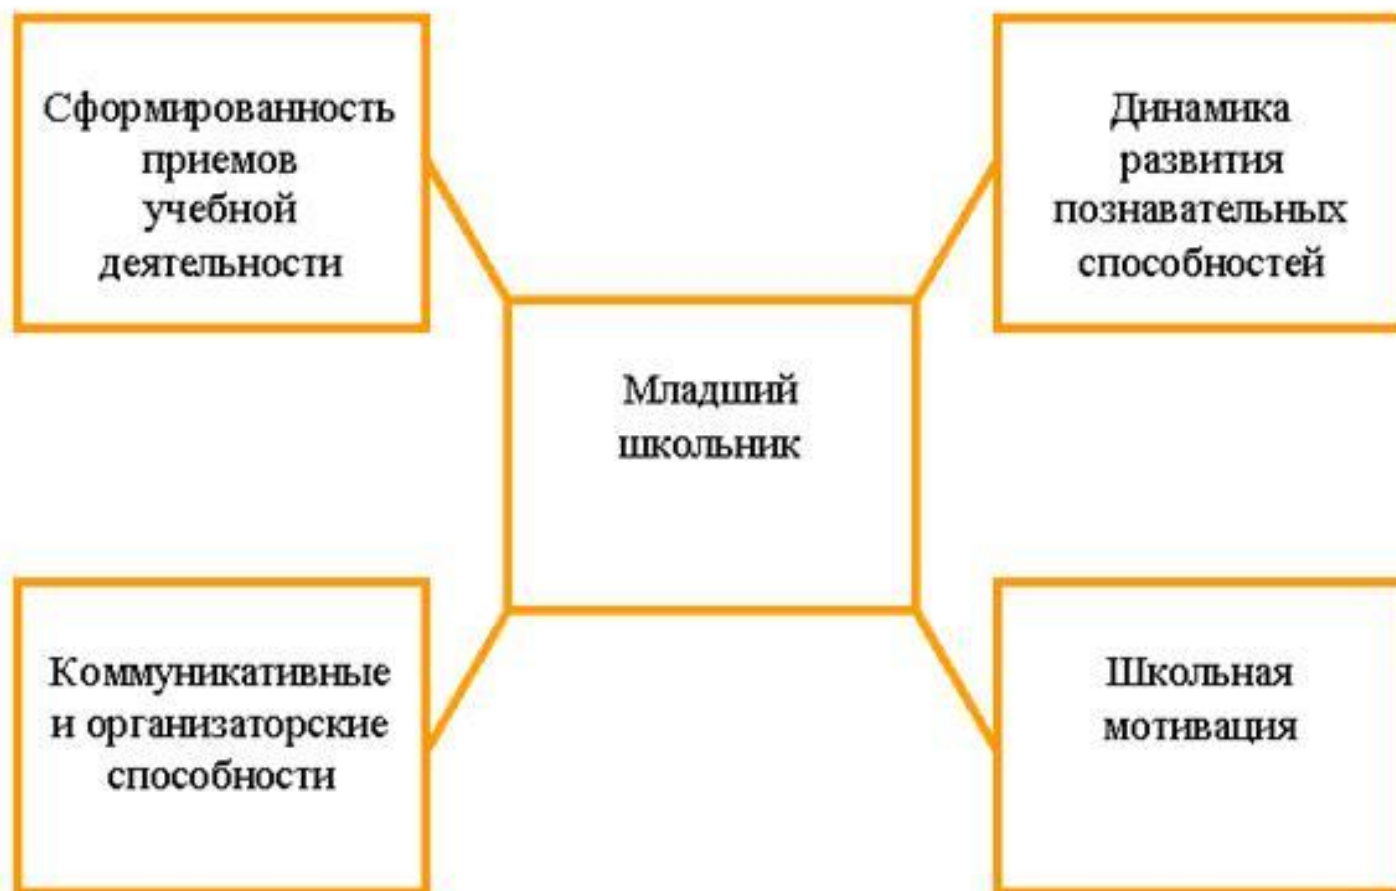 Сформированность
приемов
учебной
деятельности
Динамика
развития
познавательных
способностей
Младший
школьник
Коммуникативные
и организаторские
способности
Школьная
мотивация